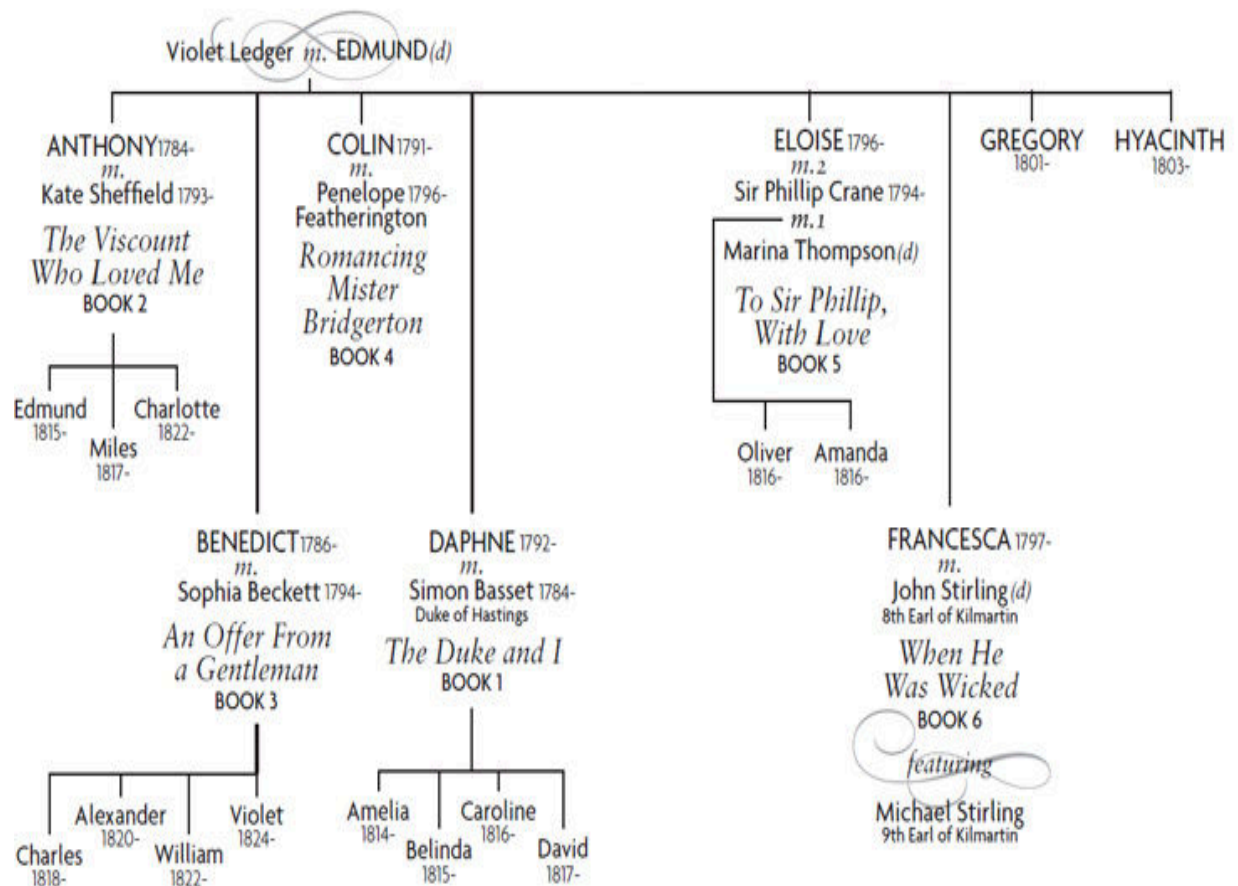 Violet Ledger m. EDMUND (d)
ANTHONY 1784-
m.
Kate Sheffield 1793-
The Viscount
Who Loved Me
BOOK 2
Edmund
1815-
Miles
1817-
Charlotte
1822-
BENEDICT 1786-
m.
Sophia Beckett 1794-
An Offer From
a Gentleman
BOOK 3
Charles
1818-
Alexander
1820-
William
1822-
Violet
1824-
COLIN 1791-
m.
Penelope 1796-
Featherington
Romancing
Mister
Bridgerton
BOOK 4
DAPHNE 1792-
m.
Simon Basset 1784-
Duke of Hastings
The Duke and I
BOOK 1
Amelia
1814-
Belinda
1815-
Caroline
1816-
David
1817-
ELOISE 1796-
m.2
Sir Phillip Crane 1794-
m.1
Marina Thompson (d)
To Sir Phillip,
With Love
BOOK 5
Oliver
1816-
Amanda
1816-
FRANCESCA 1797-
m.
John Stirling (d)
8th Earl of Kilmartin
When He
Was Wicked
BOOK 6
featuring
Michael Stirling
9th Earl of Kilmartin
GREGORY
1801-
HYACINTH
1803-